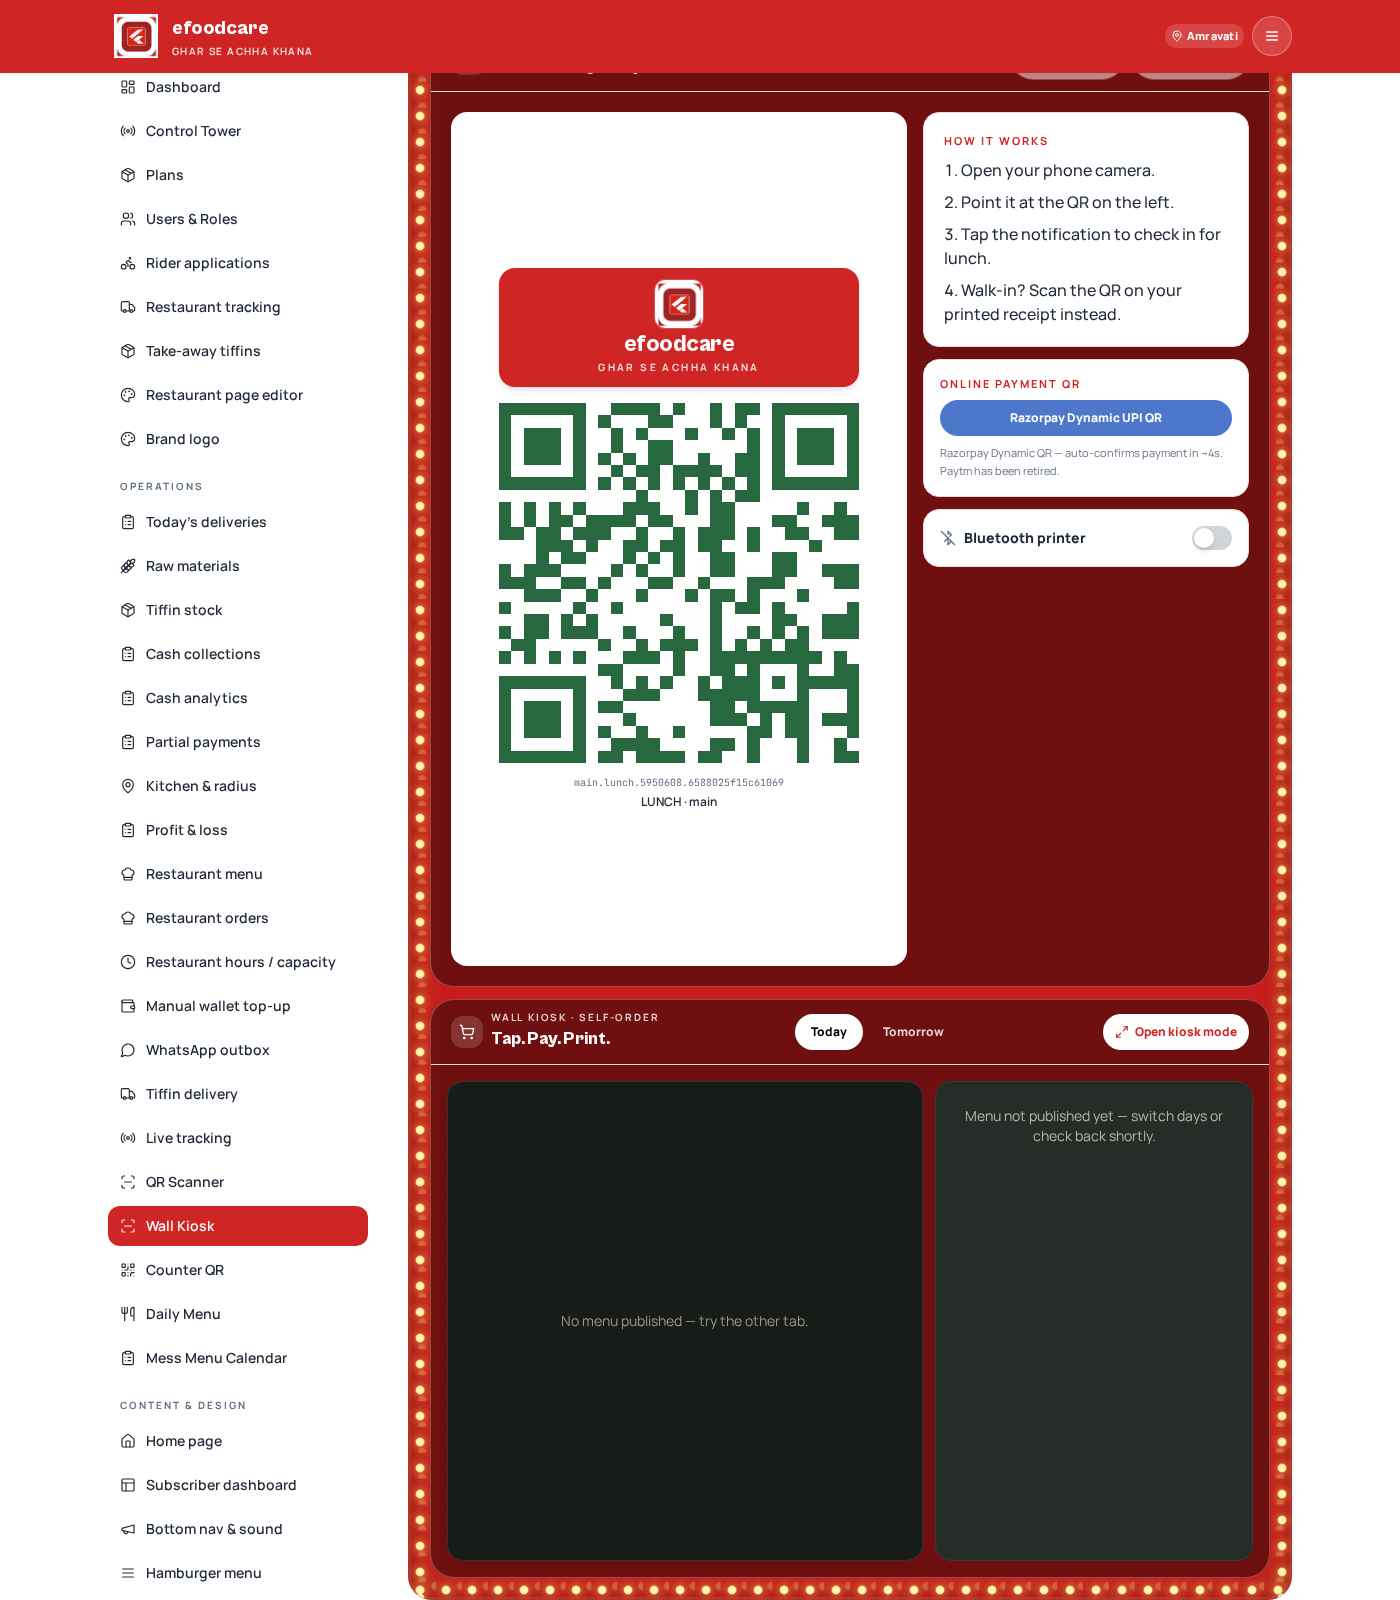 efoodcare
GHAR SE ACHHA KHANA
Amravati
Dashboard
Control Tower
Plans
Users & Roles
Rider applications
Restaurant tracking
Take-away tiffins
Restaurant page editor
Brand logo
OPERATIONS
Today's deliveries
Raw materials
Tiffin stock
Cash collections
Cash analytics
Partial payments
Kitchen & radius
Profit & loss
Restaurant menu
Restaurant orders
Restaurant hours / capacity
Manual wallet top-up
WhatsApp outbox
Tiffin delivery
Live tracking
QR Scanner
Wall Kiosk
Counter QR
Daily Menu
Mess Menu Calendar
CONTENT & DESIGN
Home page
Subscriber dashboard
Bottom nav & sound
Hamburger menu
efoodcare
GHAR SE ACHHA KHANA
main.lunch.5950608.6588025f15c61069
LUNCH · main
HOW IT WORKS
1. Open your phone camera.
2. Point it at the QR on the left.
3. Tap the notification to check in for
lunch.
4. Walk-in? Scan the QR on your
printed receipt instead.
ONLINE PAYMENT QR
Razorpay Dynamic UPI QR
Razorpay Dynamic QR — auto-confirms payment in ~4s.
Paytm has been retired.
Bluetooth printer
WALL KIOSK · SELF-ORDER
Tap. Pay. Print.
Today
Tomorrow
Open kiosk mode
No menu published — try the other tab.
Menu not published yet — switch days or
check back shortly.